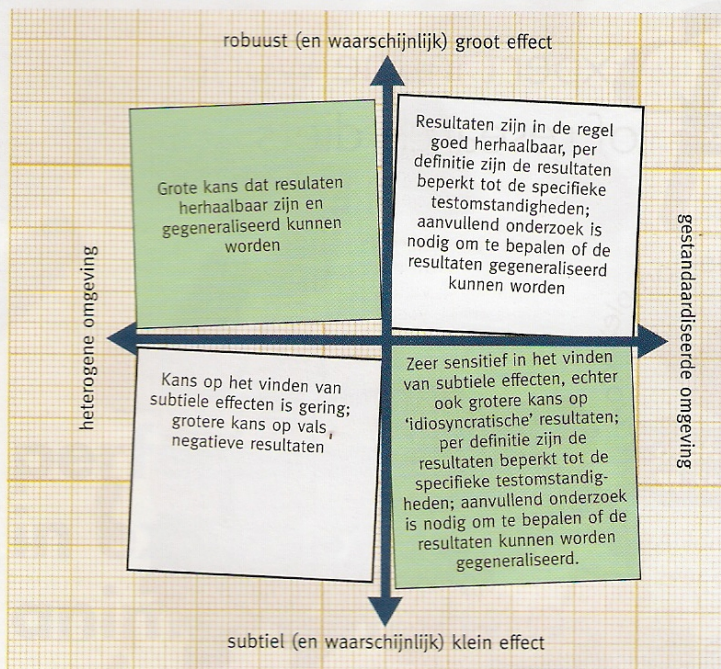 robuust (en waarschijnlijk) groot effect
Grote kans dat resulaten
herhaalbaar zijn en
gegeneraliseerd kunnen
worden
Resultaten zijn in de regel
goed herhaalbaar, per
definitie zijn de resultaten
beperkt tot de specifieke
testomstandigheden;
aanvullend onderzoek is
nodig om te bepalen of de
resultaten gegeneraliseerd
kunnen worden
heterogene omgeving
gestandaardiseerde omgeving
Kans op het vinden van
subtiele effecten is gering;
grotere kans op vals
negatieve resultaten
Zeer sensitief in het vinden
van subtiele effecten, echter
ook grotere kans op
‘idiosyncratische’ resultaten;
per definitie zijn de
resultaten beperkt tot de
specifieke testomstandig-
heden; aanvullend onderzoek
is nodig om te bepalen of de
resultaten kunnen worden
gegeneraliseerd.
subtiel (en waarschijnlijk) klein effect